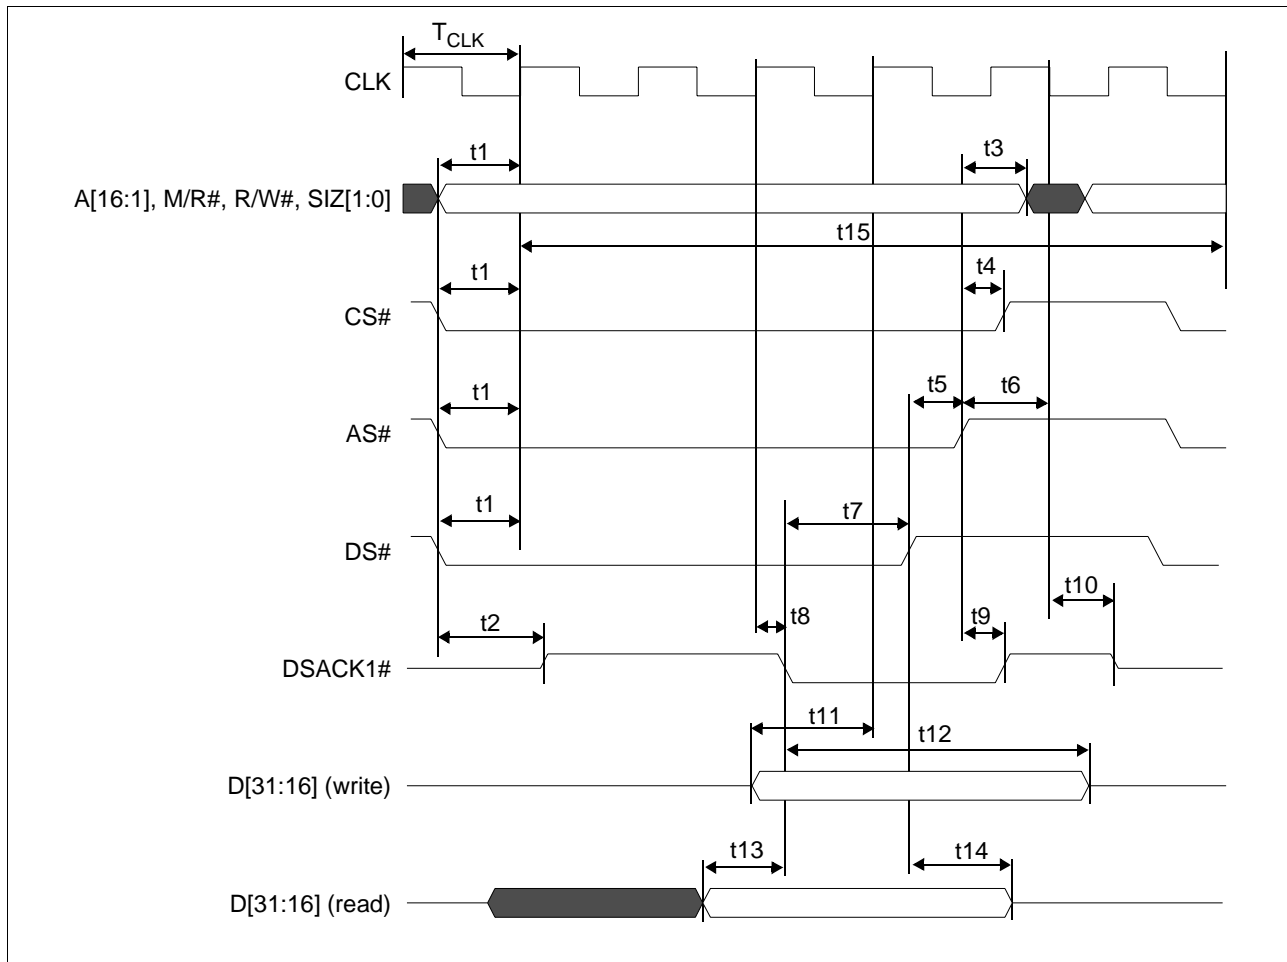 TCLK
CLK
t1
t3
A[16:1], M/R#, R/W#, SIZ[1:0]
t15
t1
t4
CS#
t1
t5
t6
AS#
t1
t7
DS#
t2
t8
t9
t10
DSACK1#
t11
t12
D[31:16] (write)
t13
t14
D[31:16] (read)